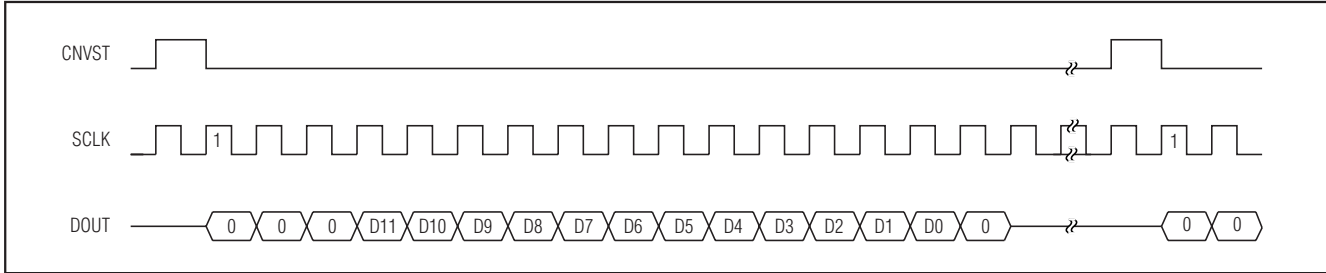 CNVST
SCLK 1 1
DOUT 0 0 0 D11 D10 D9 D8 D7 D6 D5 D4 D3 D2 D1 D0 0 0 0